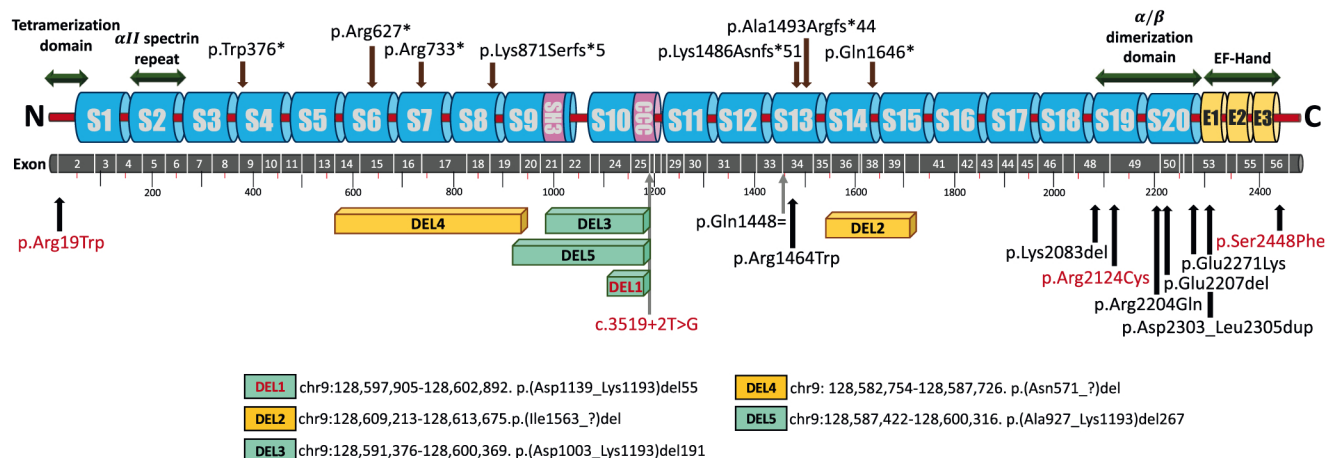 Tetramerization
domain
αII spectrin
repeat
p.Trp376*
p.Arg627*
p.Arg733*
p.Lys871Serfs*5
p.Ala1493Argfs*44
p.Lys1486Asnfs*51
p.Gln1646*
α/β
dimerization
domain
EF-Hand
N S1 S2 S3 S4 S5 S6 S7 S8 S9 SH3 S10 CCC S11 S12 S13 S14 S15 S16 S17 S18 S19 S20 E1 E2 E3 C
Exon 2 3 4 5 6 7 8 9 10 11 13 14 15 16 17 18 19 20 21 22 24 25 29 30 31 33 34 35 36 38 39 41 42 43 44 45 46 48 49 50 53 55 56
200 400 600 800 1000 1200 1400 1600 1800 2000 2200 2400
p.Arg19Trp
DEL4
DEL3
DEL5
DEL1
c.3519+2T>G
p.Gln1448=
p.Arg1464Trp
DEL2
p.Lys2083del
p.Arg2124Cys
p.Arg2204Gln
p.Ser2448Phe
p.Glu2271Lys
p.Glu2207del
p.Asp2303_Leu2305dup
DEL1 chr9:128,597,905-128,602,892. p.(Asp1139_Lys1193)del55
DEL2 chr9:128,609,213-128,613,675.p.(Ile1563_?)del
DEL3 chr9:128,591,376-128,600,369. p.(Asp1003_Lys1193)del191
DEL4 chr9: 128,582,754-128,587,726. p.(Asn571_?)del
DEL5 chr9:128,587,422-128,600,316. p.(Ala927_Lys1193)del267